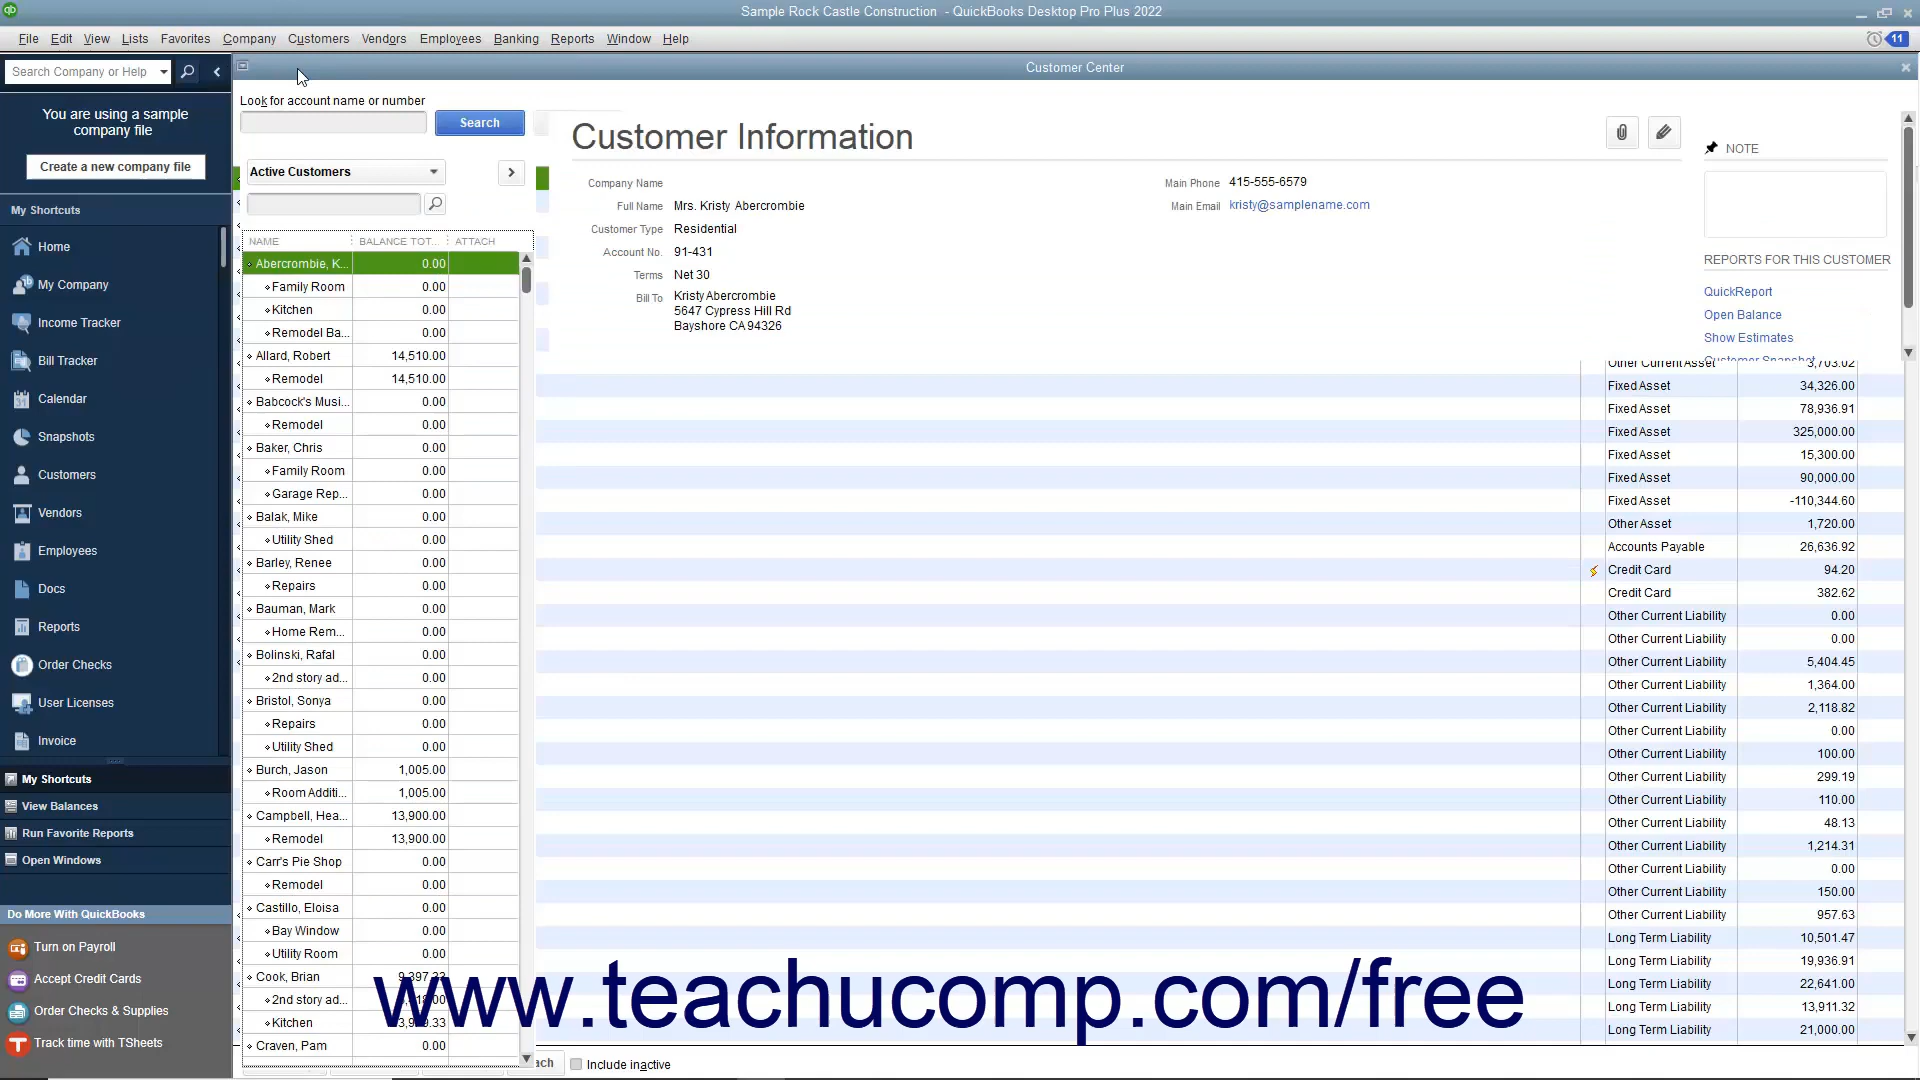 Sample Rock Castle Construction - QuickBooks Desktop Pro Plus 2022
File Edit View Lists Favorites Company Customers Vendors Employees Banking Reports Window Help
11
Search Company or Help
Customer Center
You are using a sample
company file
Create a new company file
My Shortcuts
Home
My Company
Income Tracker
Bill Tracker
Calendar
Snapshots
Customers
Vendors
Employees
Docs
Reports
Order Checks
User Licenses
Invoice
My Shortcuts
View Balances
Run Favorite Reports
Open Windows
Do More With QuickBooks
Turn on Payroll
Accept Credit Cards
Order Checks & Supplies
Track time with TSheets
Look for account name or number
Search
Active Customers
NAME BALANCE TOT... ATTACH
Abercrombie, K... 0.00
Family Room 0.00
Kitchen 0.00
Remodel Ba... 0.00
Allard, Robert 14,510.00
Remodel 14,510.00
Babcock's Musi... 0.00
Remodel 0.00
Baker, Chris 0.00
Family Room 0.00
Garage Rep... 0.00
Balak, Mike 0.00
Utility Shed 0.00
Barley, Renee 0.00
Repairs 0.00
Bauman, Mark 0.00
Home Rem... 0.00
Bolinski, Rafal 0.00
2nd story ad... 0.00
Bristol, Sonya 0.00
Repairs 0.00
Utility Shed 0.00
Burch, Jason 1,005.00
Room Additi... 1,005.00
Campbell, Hea... 13,900.00
Remodel 13,900.00
Carr's Pie Shop 0.00
Remodel 0.00
Castillo, Eloisa 0.00
Bay Window 0.00
Utility Room 0.00
Cook, Brian
2nd story ad...
Kitchen
Craven, Pam 0.00
Customer Information
Company Name
Full Name Mrs. Kristy Abercrombie
Customer Type Residential
Account No. 91-431
Terms Net 30
Bill To Kristy Abercrombie
5647 Cypress Hill Rd
Bayshore CA 94326
Main Phone 415-555-6579
Main Email kristy@samplename.com
NOTE
REPORTS FOR THIS CUSTOMER
QuickReport
Open Balance
Show Estimates
Customer Snapshot
Other Current Asset 3,703.02
Fixed Asset 34,326.00
Fixed Asset 78,936.91
Fixed Asset 325,000.00
Fixed Asset 15,300.00
Fixed Asset 90,000.00
Fixed Asset -110,344.60
Other Asset 1,720.00
Accounts Payable 26,636.92
Credit Card 94.20
Credit Card 382.62
Other Current Liability 0.00
Other Current Liability 0.00
Other Current Liability 5,404.45
Other Current Liability 1,364.00
Other Current Liability 2,118.82
Other Current Liability 0.00
Other Current Liability 100.00
Other Current Liability 299.19
Other Current Liability 110.00
Other Current Liability 48.13
Other Current Liability 1,214.31
Other Current Liability 0.00
Other Current Liability 150.00
Other Current Liability 957.63
Long Term Liability 10,501.47
Long Term Liability 19,936.91
Long Term Liability 22,641.00
Long Term Liability 13,911.32
Long Term Liability 21,000.00
www.teachucomp.com/free
ach
Include inactive